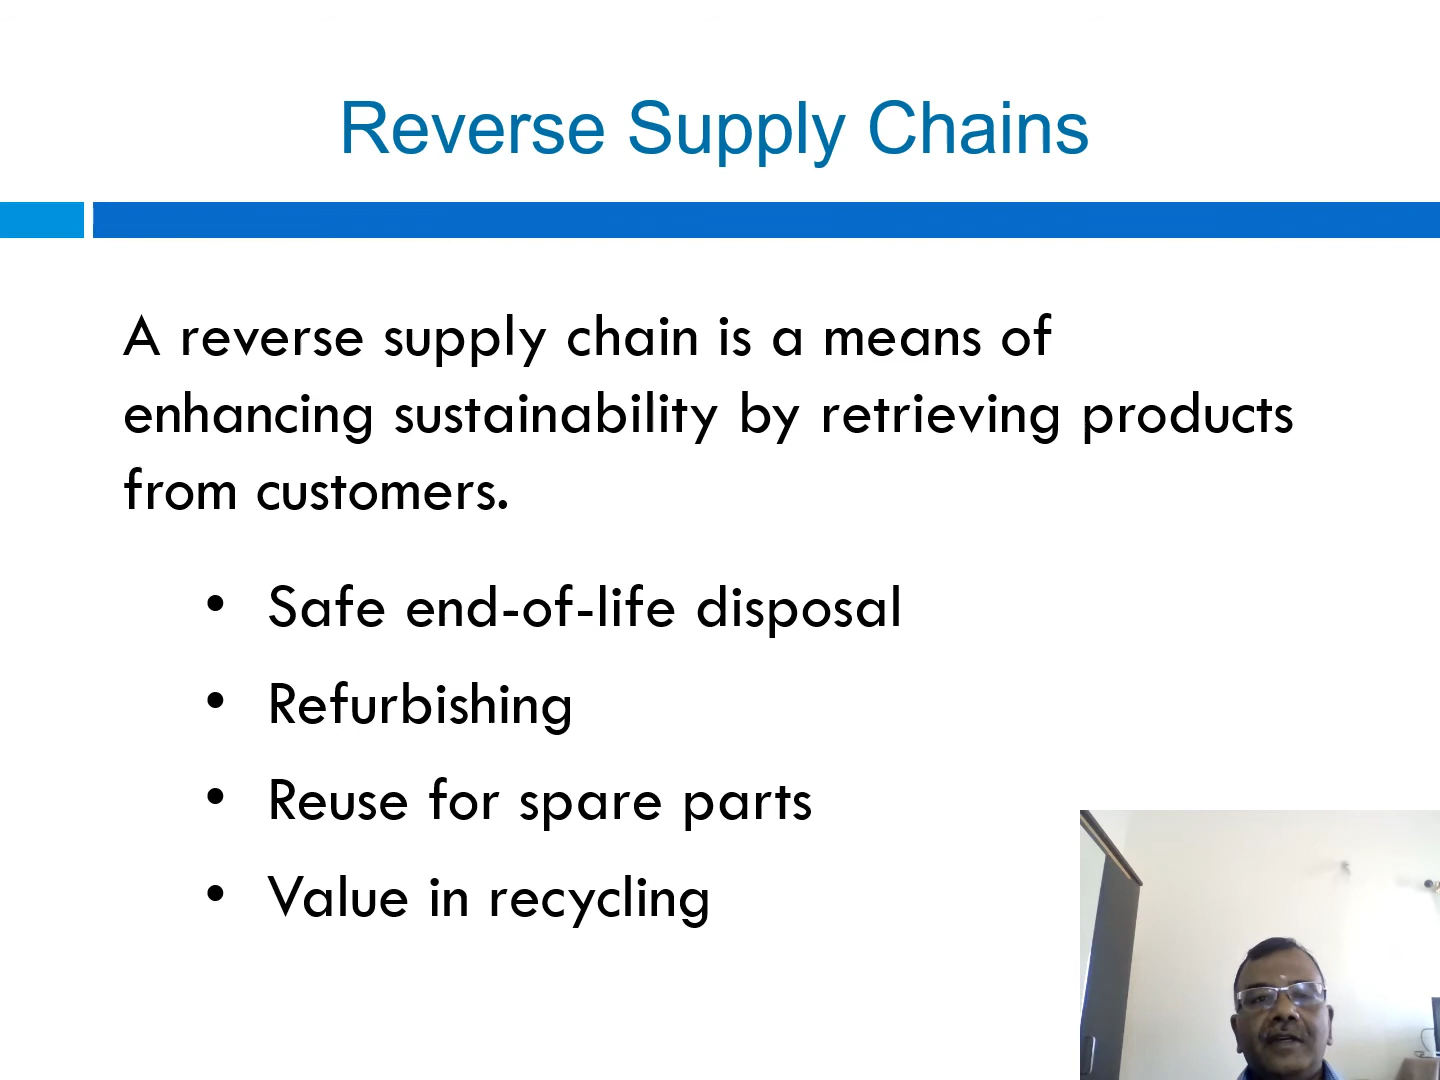 Reverse Supply Chains
A reverse supply chain is a means of
enhancing sustainability by retrieving products
from customers.
• Safe end-of-life disposal
• Refurbishing
• Reuse for spare parts
• Value in recycling